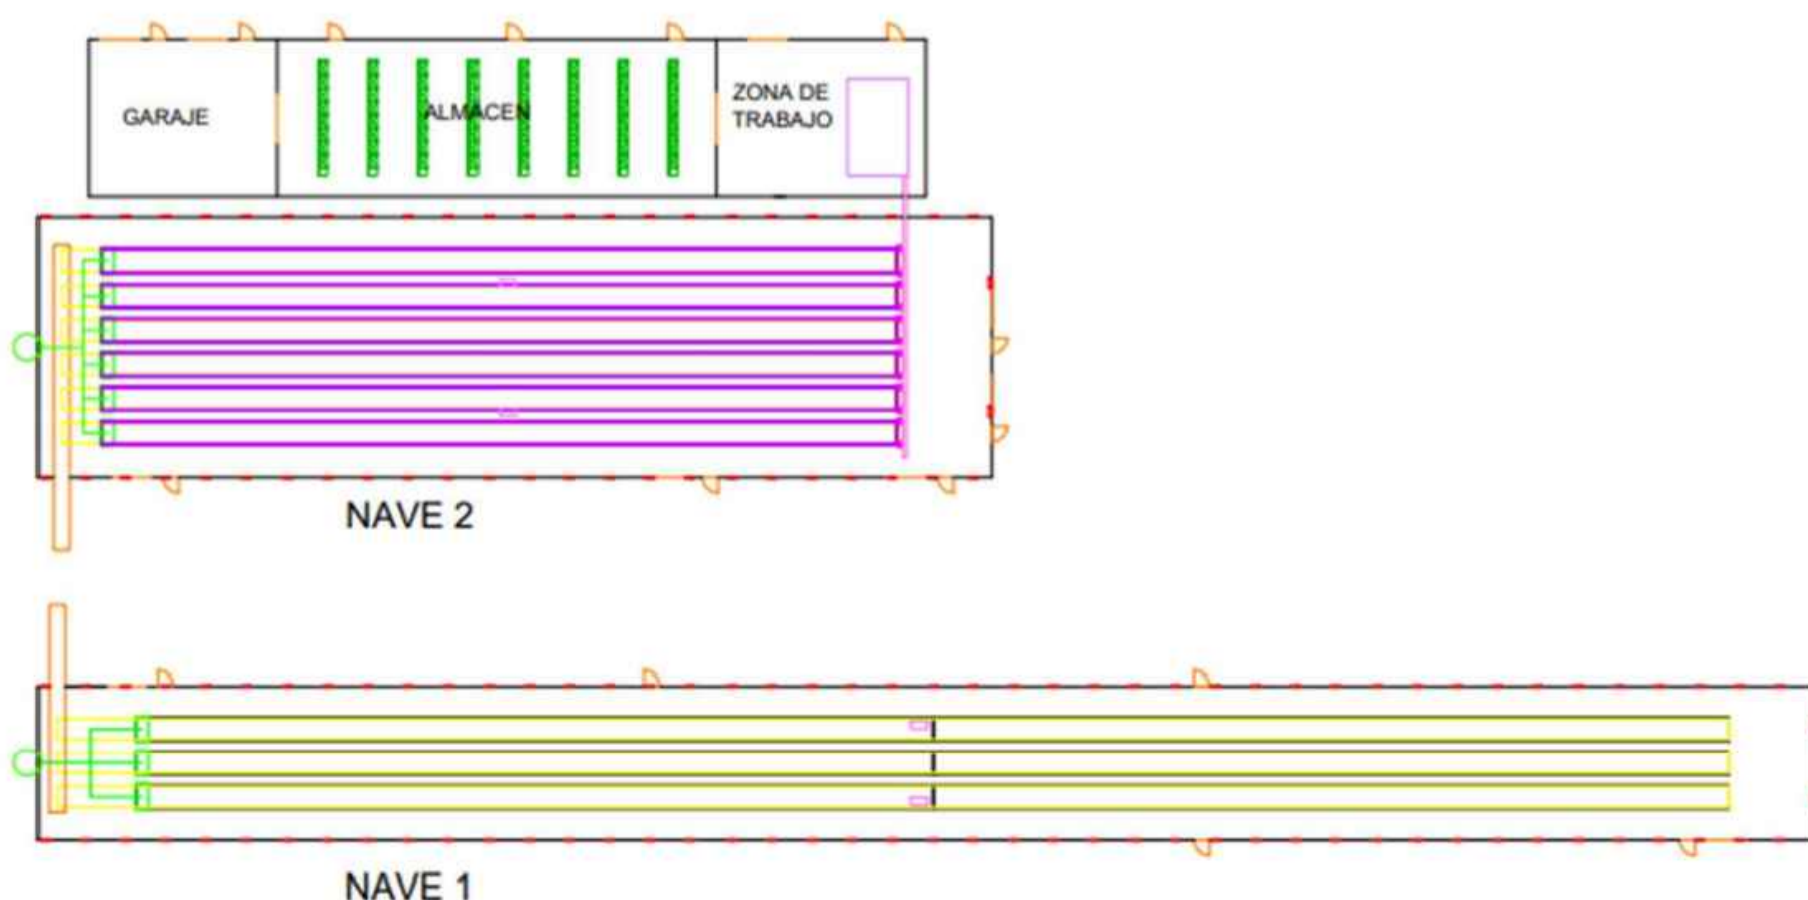 GARAJE
ALMACEN
ZONA DE
TRABAJO
NAVE 2
NAVE 1